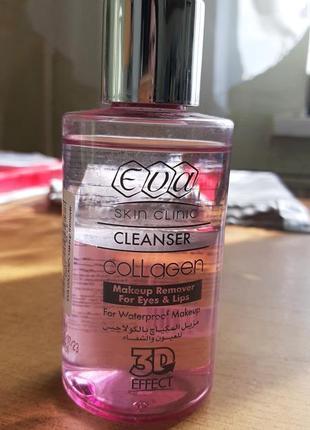 Eva
SKIN CLINIC
CLEANSER
Collagen
Makeup Remover
For Eyes & Lips
For Waterproof Makeup
مزيل المكياج بالكولاجين
للعيون والشفاه
3D
EFFECT